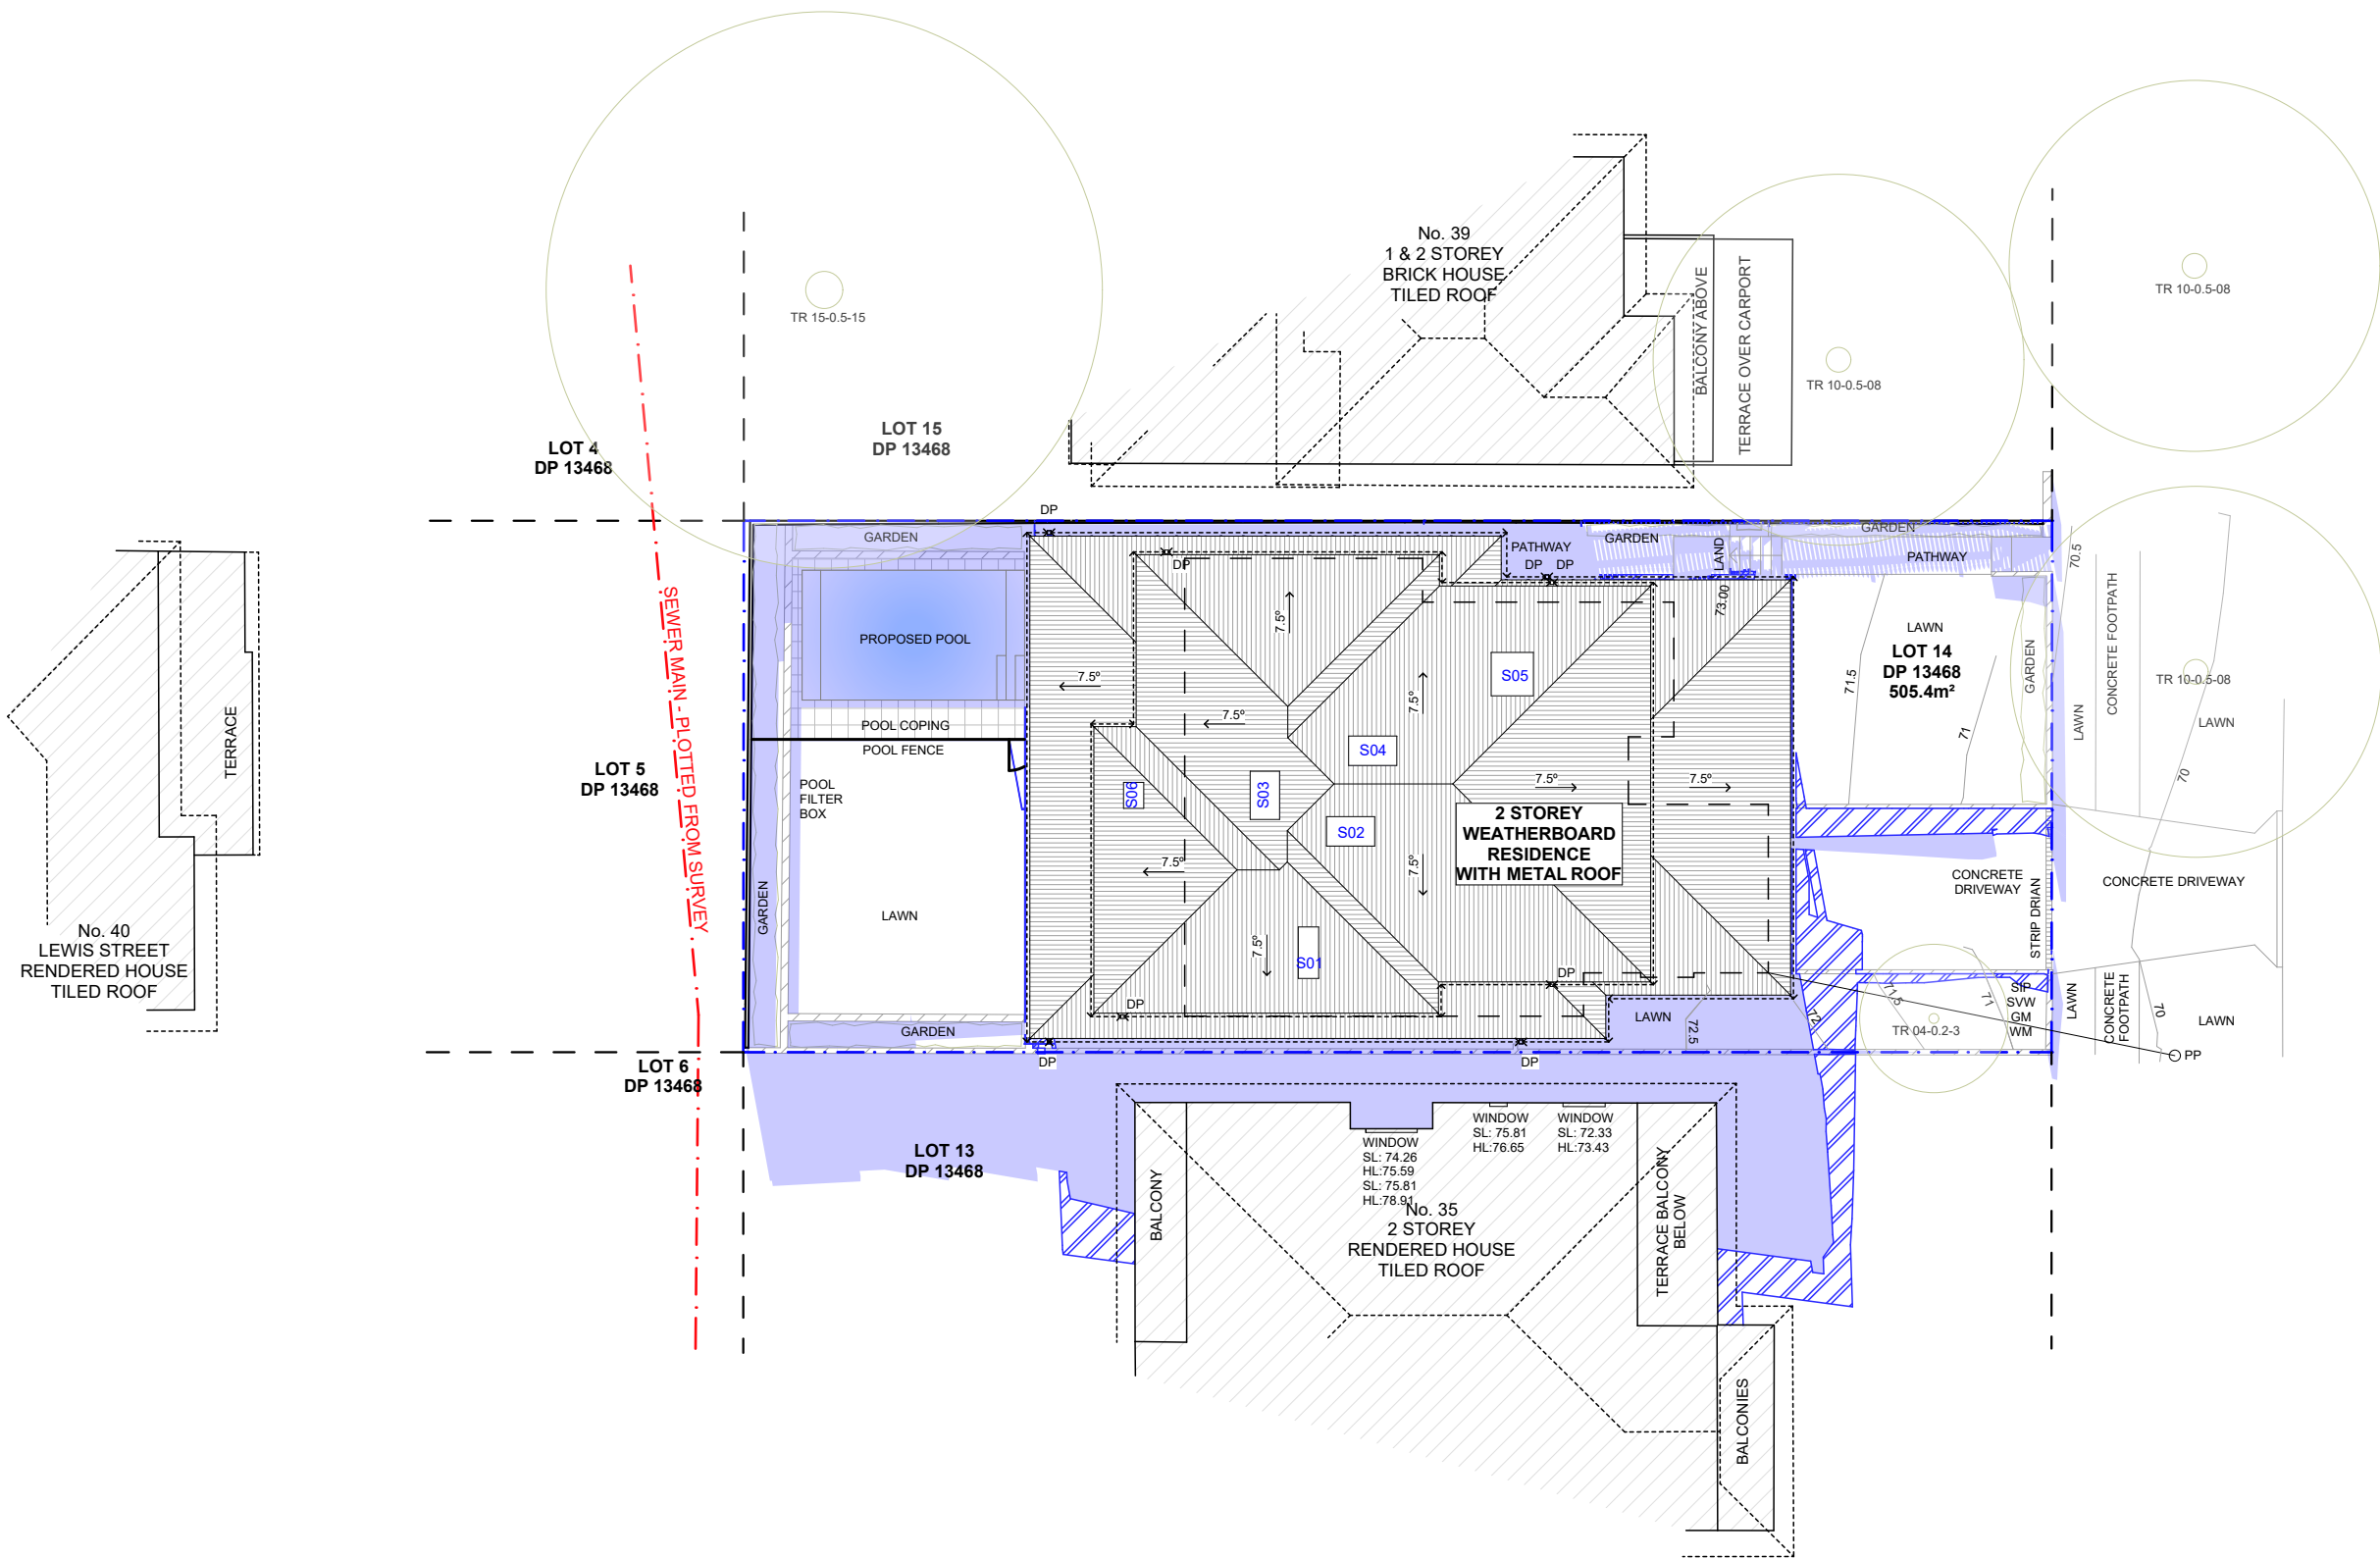 No. 39
1 & 2 STOREY
BRICK HOUSE
TILED ROOF
BALCONY ABOVE
TERRACE OVER CARPORT
TR 15-0.5-15
TR 10-0.5-08
TR 10-0.5-08
LOT 15
DP 13468
LOT 4
DP 13468
DP
GARDEN
PATHWAY
GARDEN
LAND
GARDEN
PATHWAY
DP
DP
DP
73.00
70.5
SEWER MAIN - PLOTTED FROM SURVEY
PROPOSED POOL
7.5°
7.5°
7.5°
7.5°
S05
LAWN
LOT 14
DP 13468
505.4m²
71.5
71
GARDEN
LAWN
CONCRETE FOOTPATH
TR 10-0.5-08
LAWN
70
POOL COPING
POOL FENCE
TERRACE
LOT 5
DP 13468
POOL
FILTER
BOX
S06
S03
S04
S02
7.5°
7.5°
2 STOREY
WEATHERBOARD
RESIDENCE
WITH METAL ROOF
7.5°
7.5°
CONCRETE
DRIVEWAY
STRIP DRIAN
CONCRETE DRIVEWAY
GARDEN
LAWN
7.5°
S01
No. 40
LEWIS STREET
RENDERED HOUSE
TILED ROOF
DP
DP
GARDEN
LAWN
72.5
72
71.5
71
TR 04-0.2-3
SIP
SVW
GM
WM
LAWN
CONCRETE
FOOTPATH
70
LAWN
PP
DP
DP
LOT 6
DP 13468
LOT 13
DP 13468
BALCONY
WINDOW
SL: 74.26
HL:75.59
SL: 75.81
HL:78.91
WINDOW
SL: 75.81
HL:76.65
WINDOW
SL: 72.33
HL:73.43
No. 35
2 STOREY
RENDERED HOUSE
TILED ROOF
TERRACE BALCONY
BELOW
BALCONIES